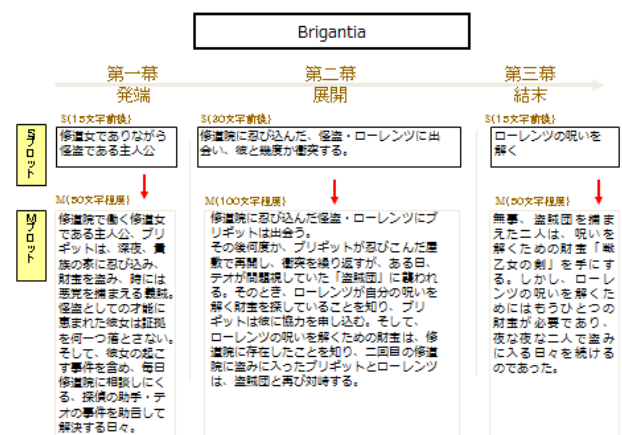 Brigantia
第一幕
発端
第二幕
展開
第三幕
結末
S(15文字前後)
修道女でありながら
怪盗である主人公
S(30文字前後)
修道院に忍び込んだ、怪盗・ローレンツに出
会い、彼と幾度か衝突する。
S(15文字前後)
ローレンツの呪いを
解く
Sプロット
M(50文字程度)
修道院で働く修道女
である主人公、ブリ
ギットは、深夜、貴
族の家に忍び込み、
財宝を盗み、時には
悪党を捕まえる義賊。
怪盗としての才能に
恵まれた彼女は証拠
を何一つ落とさない。
そして、彼女の起こ
す事件を含め、毎日
修道院に相談しにく
る、探偵の助手・テ
オの事件を助言して
解決する日々。
M(100文字程度)
修道院に忍び込んだ怪盗・ローレンツにブ
リギットは出会う。
その後何度か、ブリギットが忍びこんだ屋
敷で再開し、衝突を繰り返すが、ある日、
テオが問題視していた「盗賊団」に襲われ
る。そのとき、ローレンツが自分の呪いを
解く財宝を探していることを知り、ブリ
ギットは彼に協力を申し込む。そして、
ローレンツの呪いを解くための財宝は、修
道院に存在したことを知り、二回目の修道
院に盗みに入ったブリギットとローレンツ
は、盗賊団と再び対峙する。
M(50文字程度)
無事、盗賊団を捕ま
えた二人は、呪いを
解くための財宝「戦
乙女の剣」を手にす
る。しかし、ローレ
ンツの呪いを解くた
めにはもうひとつの
財宝が必要であり、
夜な夜な二人で盗み
に入る日々を続ける
のであった。
Mプロット